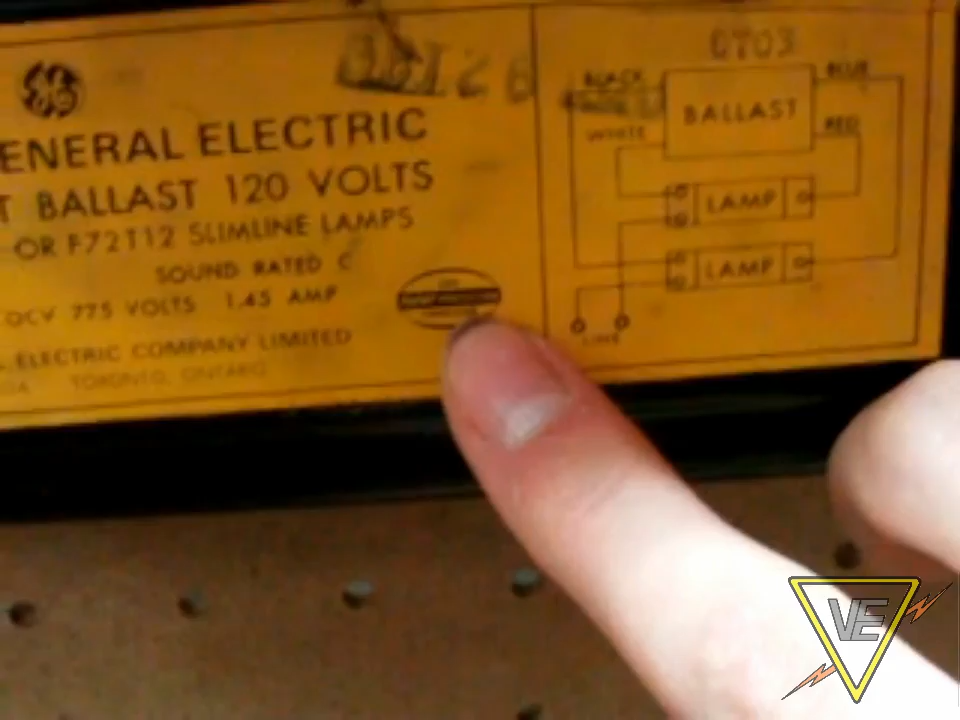 GE
ENERAL ELECTRIC
T BALLAST 120 VOLTS
OR F72T12 SLIMLINE LAMPS
SOUND RATED C
OCV 775 VOLTS 1.45 AMP
ELECTRIC COMPANY LIMITED
TORONTO, ONTARIO
0703
BLACK
BLUE
BALLAST
WHITE
RED
LAMP
LAMP
LINE
VE